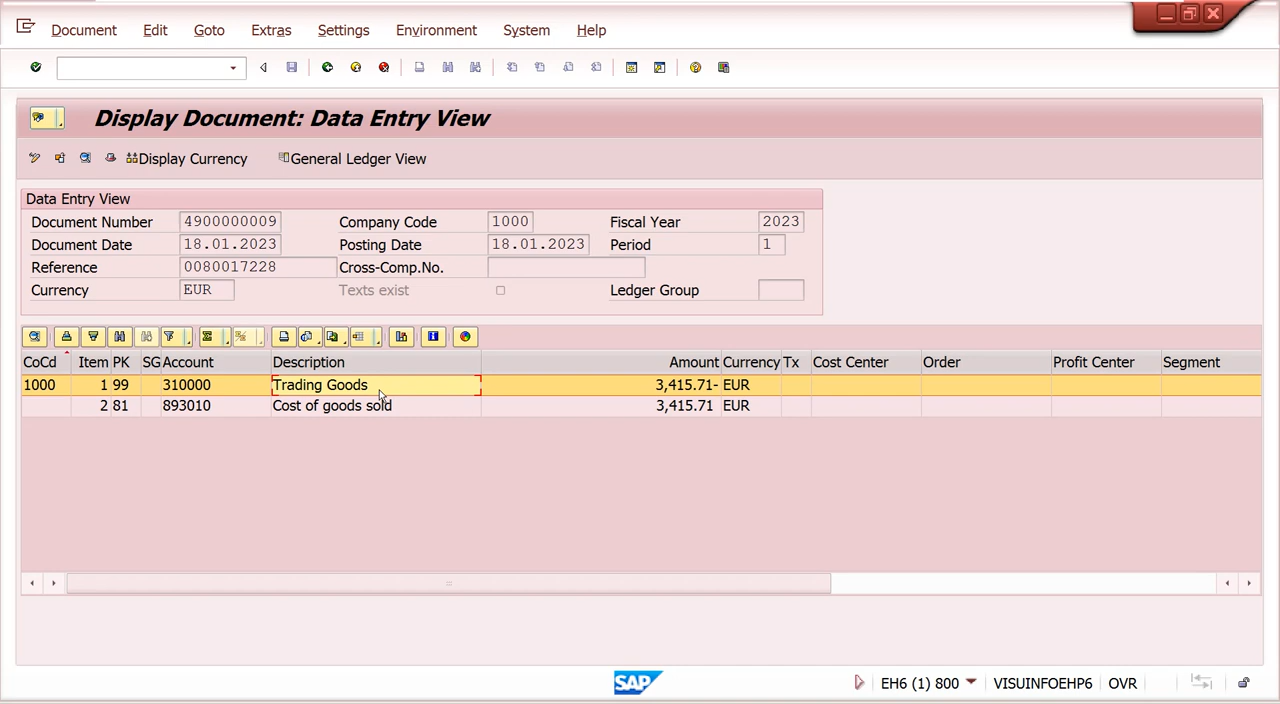 Document Edit Goto Extras Settings Environment System Help
Display Document: Data Entry View
Display Currency General Ledger View
Data Entry View
Document Number 4900000009 Company Code 1000 Fiscal Year 2023
Document Date 18.01.2023 Posting Date 18.01.2023 Period 1
Reference 0080017228 Cross-Comp.No.
Currency EUR Texts exist Ledger Group
CoCd Item PK SG Account Description Amount Currency Tx Cost Center Order Profit Center Segment
1000 1 99 310000 Trading Goods 3,415.71- EUR
2 81 893010 Cost of goods sold 3,415.71 EUR
SAP EH6 (1) 800 VISUINFOEHP6 OVR